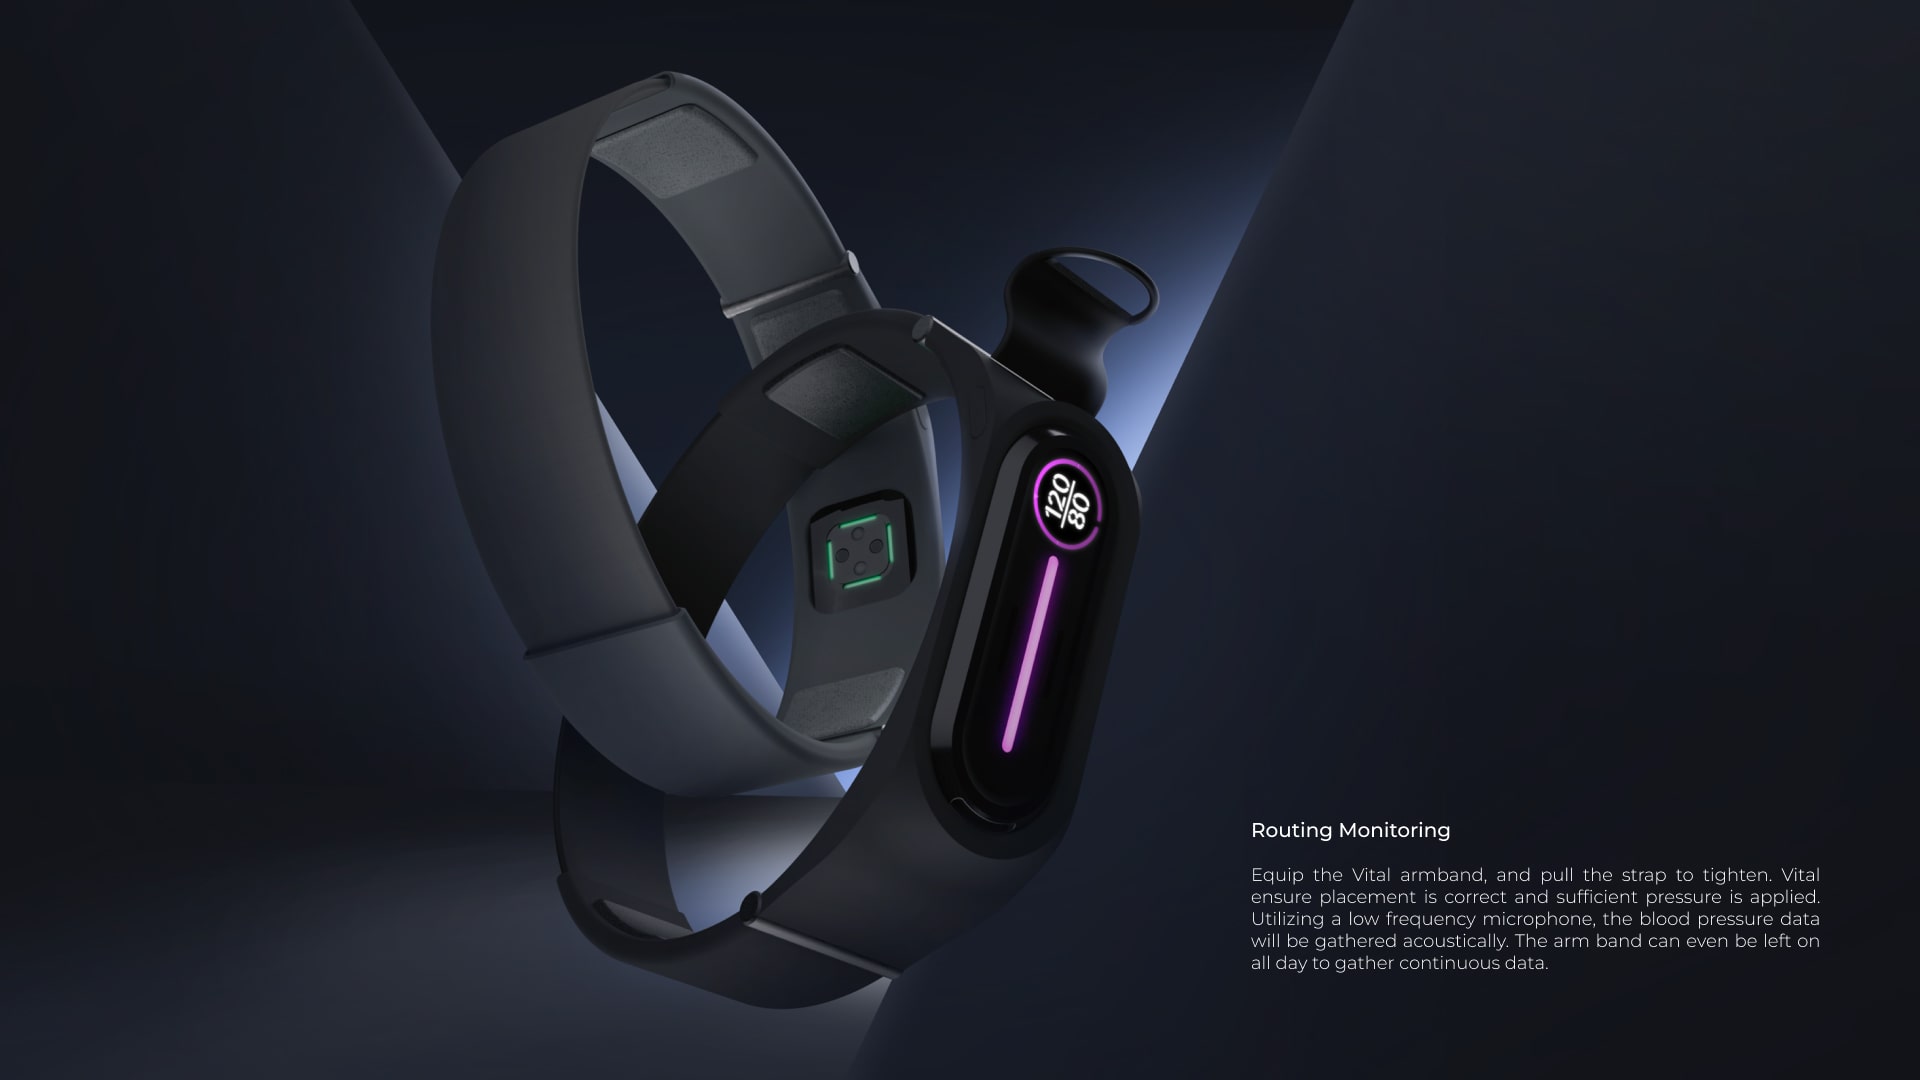 120
80
Routing Monitoring
Equip the Vital armband, and pull the strap to tighten. Vital
ensure placement is correct and sufficient pressure is applied.
Utilizing a low frequency microphone, the blood pressure data
will be gathered acoustically. The arm band can even be left on
all day to gather continuous data.